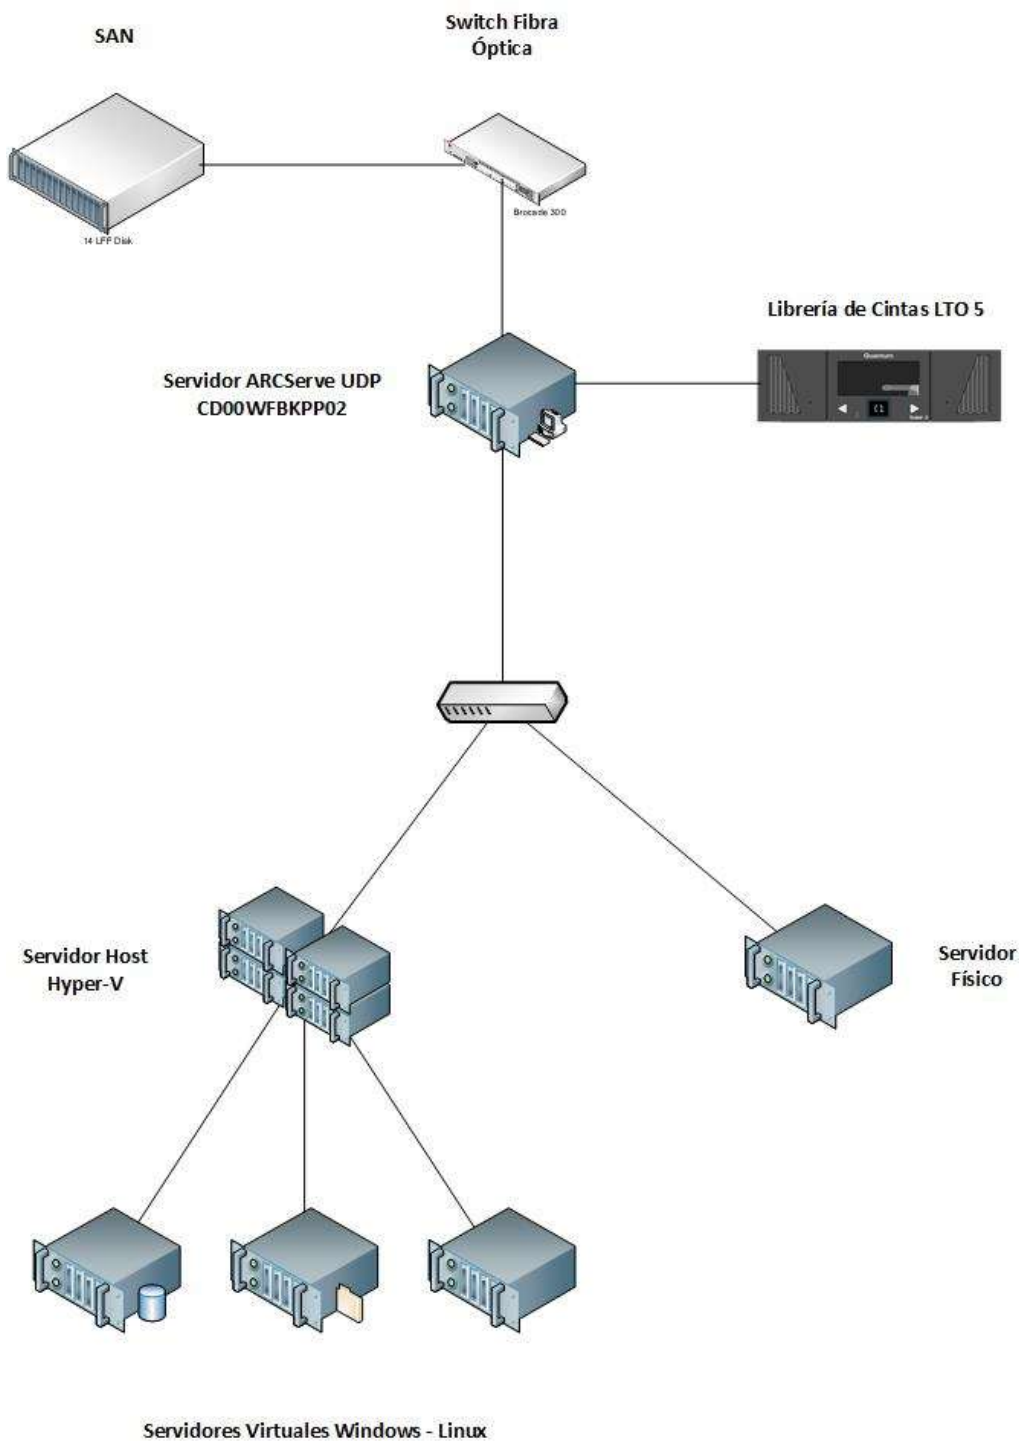 SAN
Switch Fibra
Óptica
14 LFF Disk
Brocade 300
Librería de Cintas LTO 5
Quantum
Servidor ARCServe UDP
CD00WFBKPP02
Servidor Host
Hyper-V
Servidor
Físico
Servidores Virtuales Windows - Linux